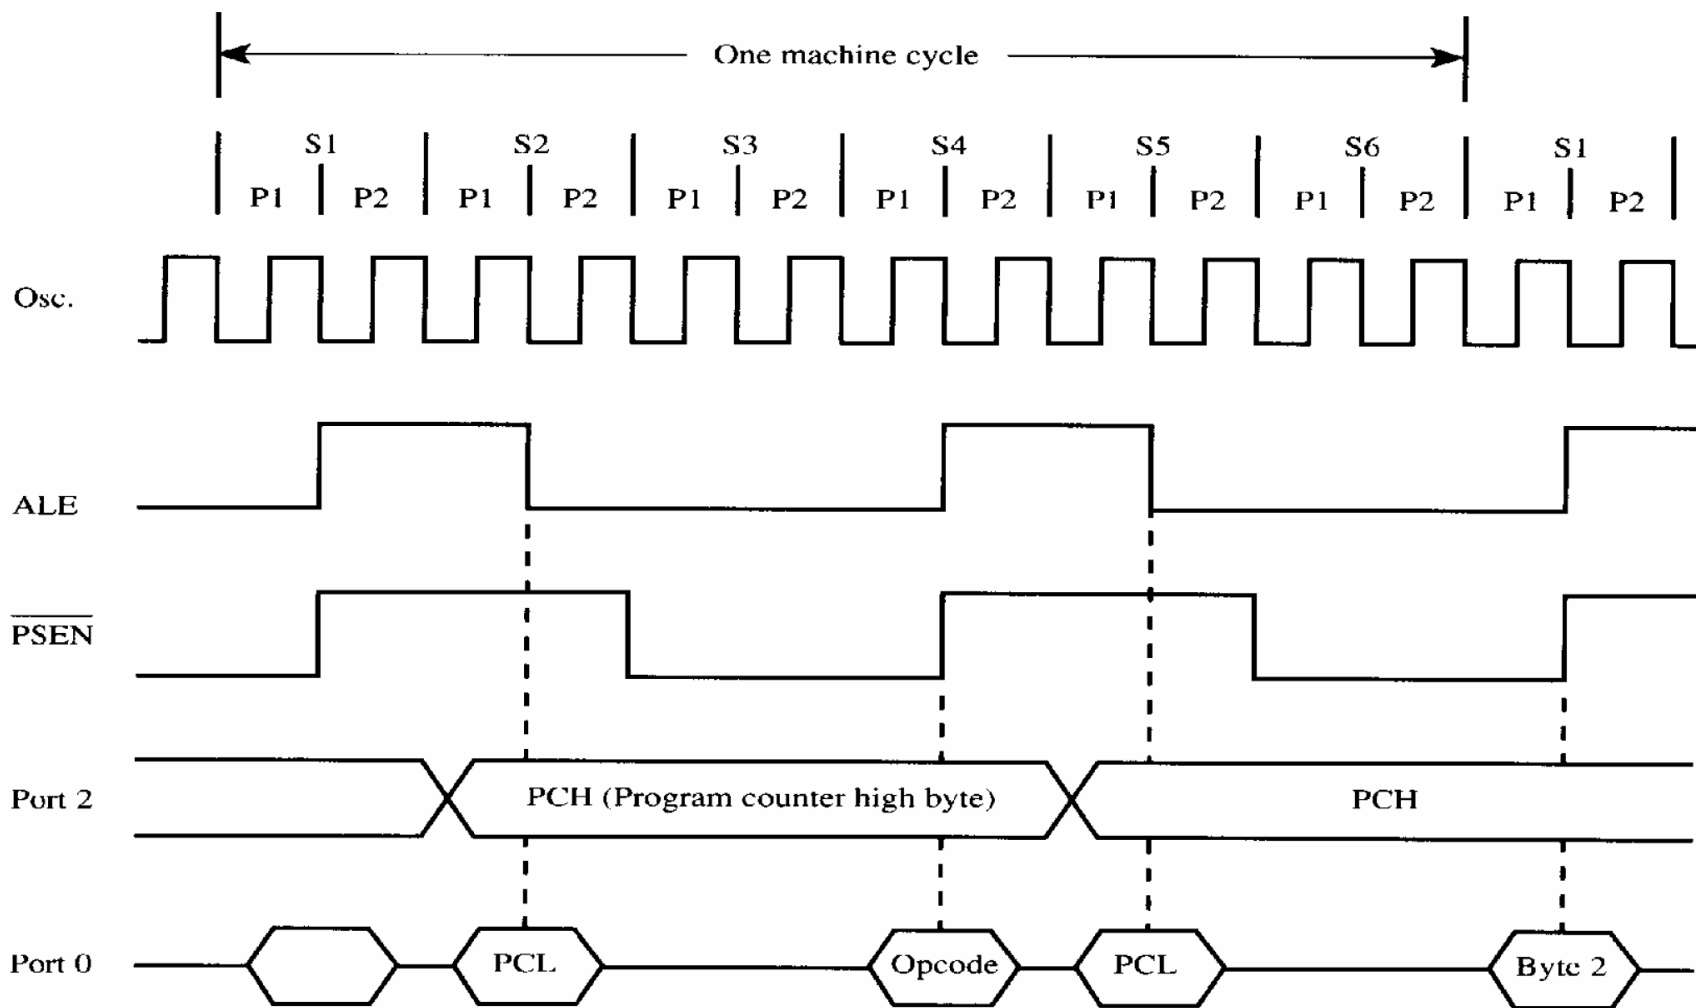 One machine cycle
S1 S2 S3 S4 S5 S6 S1
P1 P2 P1 P2 P1 P2 P1 P2 P1 P2 P1 P2 P1 P2
Osc.
ALE
PSEN
Port 2 PCH (Program counter high byte) PCH
Port 0 PCL Opcode PCL Byte 2